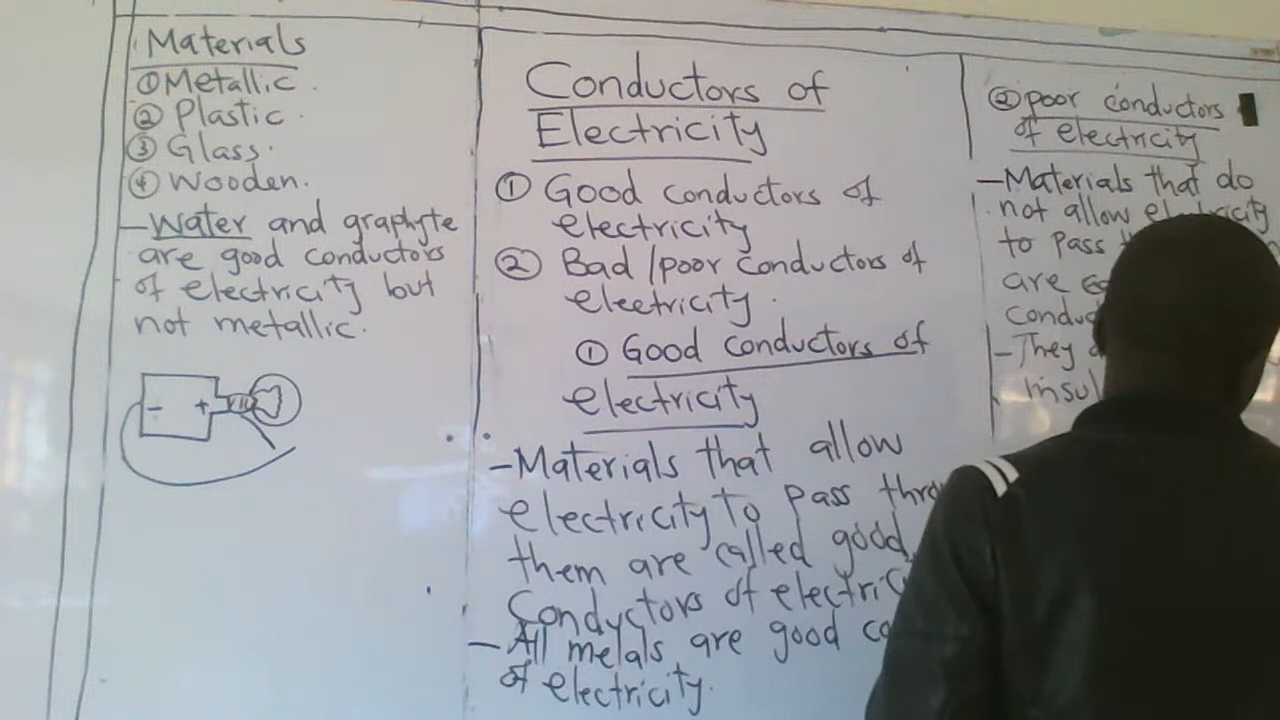 Materials
① Metallic.
② Plastic.
③ Glass.
④ Wooden.
- Water and graphyte
are good conductors
of electricity but
not metallic.
- +
Conductors of
Electricity
① Good conductors of
electricity
② Bad/poor conductors of
electricity.
① Good conductors of
electricity
- Materials that allow
electricity to pass
them are called good
Conductors of
- All metals are good
of electricity.
② poor conductors
of electricity
- Materials that do
not allow electricity
to pass
are
- They